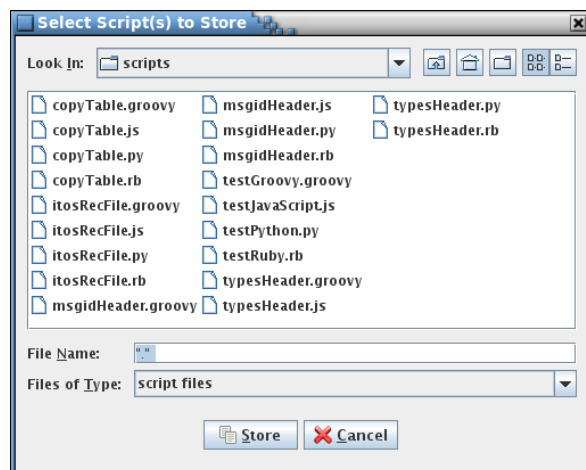 Select Script(s) to Store
Look In: scripts
copyTable.groovy
copyTable.js
copyTable.py
copyTable.rb
itosRecFile.groovy
itosRecFile.js
itosRecFile.py
itosRecFile.rb
msgidHeader.groovy
msgidHeader.js
msgidHeader.py
msgidHeader.rb
testGroovy.groovy
testJavaScript.js
testPython.py
testRuby.rb
typesHeader.groovy
typesHeader.js
typesHeader.py
typesHeader.rb
File Name: "."
Files of Type: script files
Store Cancel